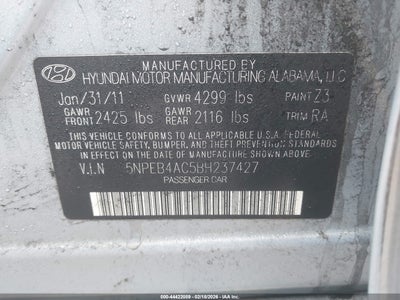 MANUFACTURED BY
HYUNDAI MOTOR MANUFACTURING ALABAMA, LLC
Jan/31/11 GVWR 4299 lbs PAINT Z3
GAWR FRONT 2425 lbs GAWR REAR 2116 lbs TRIM RA
THIS VEHICLE CONFORMS TO ALL APPLICABLE U.S.A FEDERAL
MOTOR VEHICLE SAFETY, BUMPER, AND THEFT PREVENTION
STANDARDS IN EFFECT ON THE DATE OF MANUFACTURE SHOWN ABOVE.
V.I.N 5NPEB4AC5BH237427
PASSENGER CAR
000-44422059 - 02/18/2026 - IAA, LLC